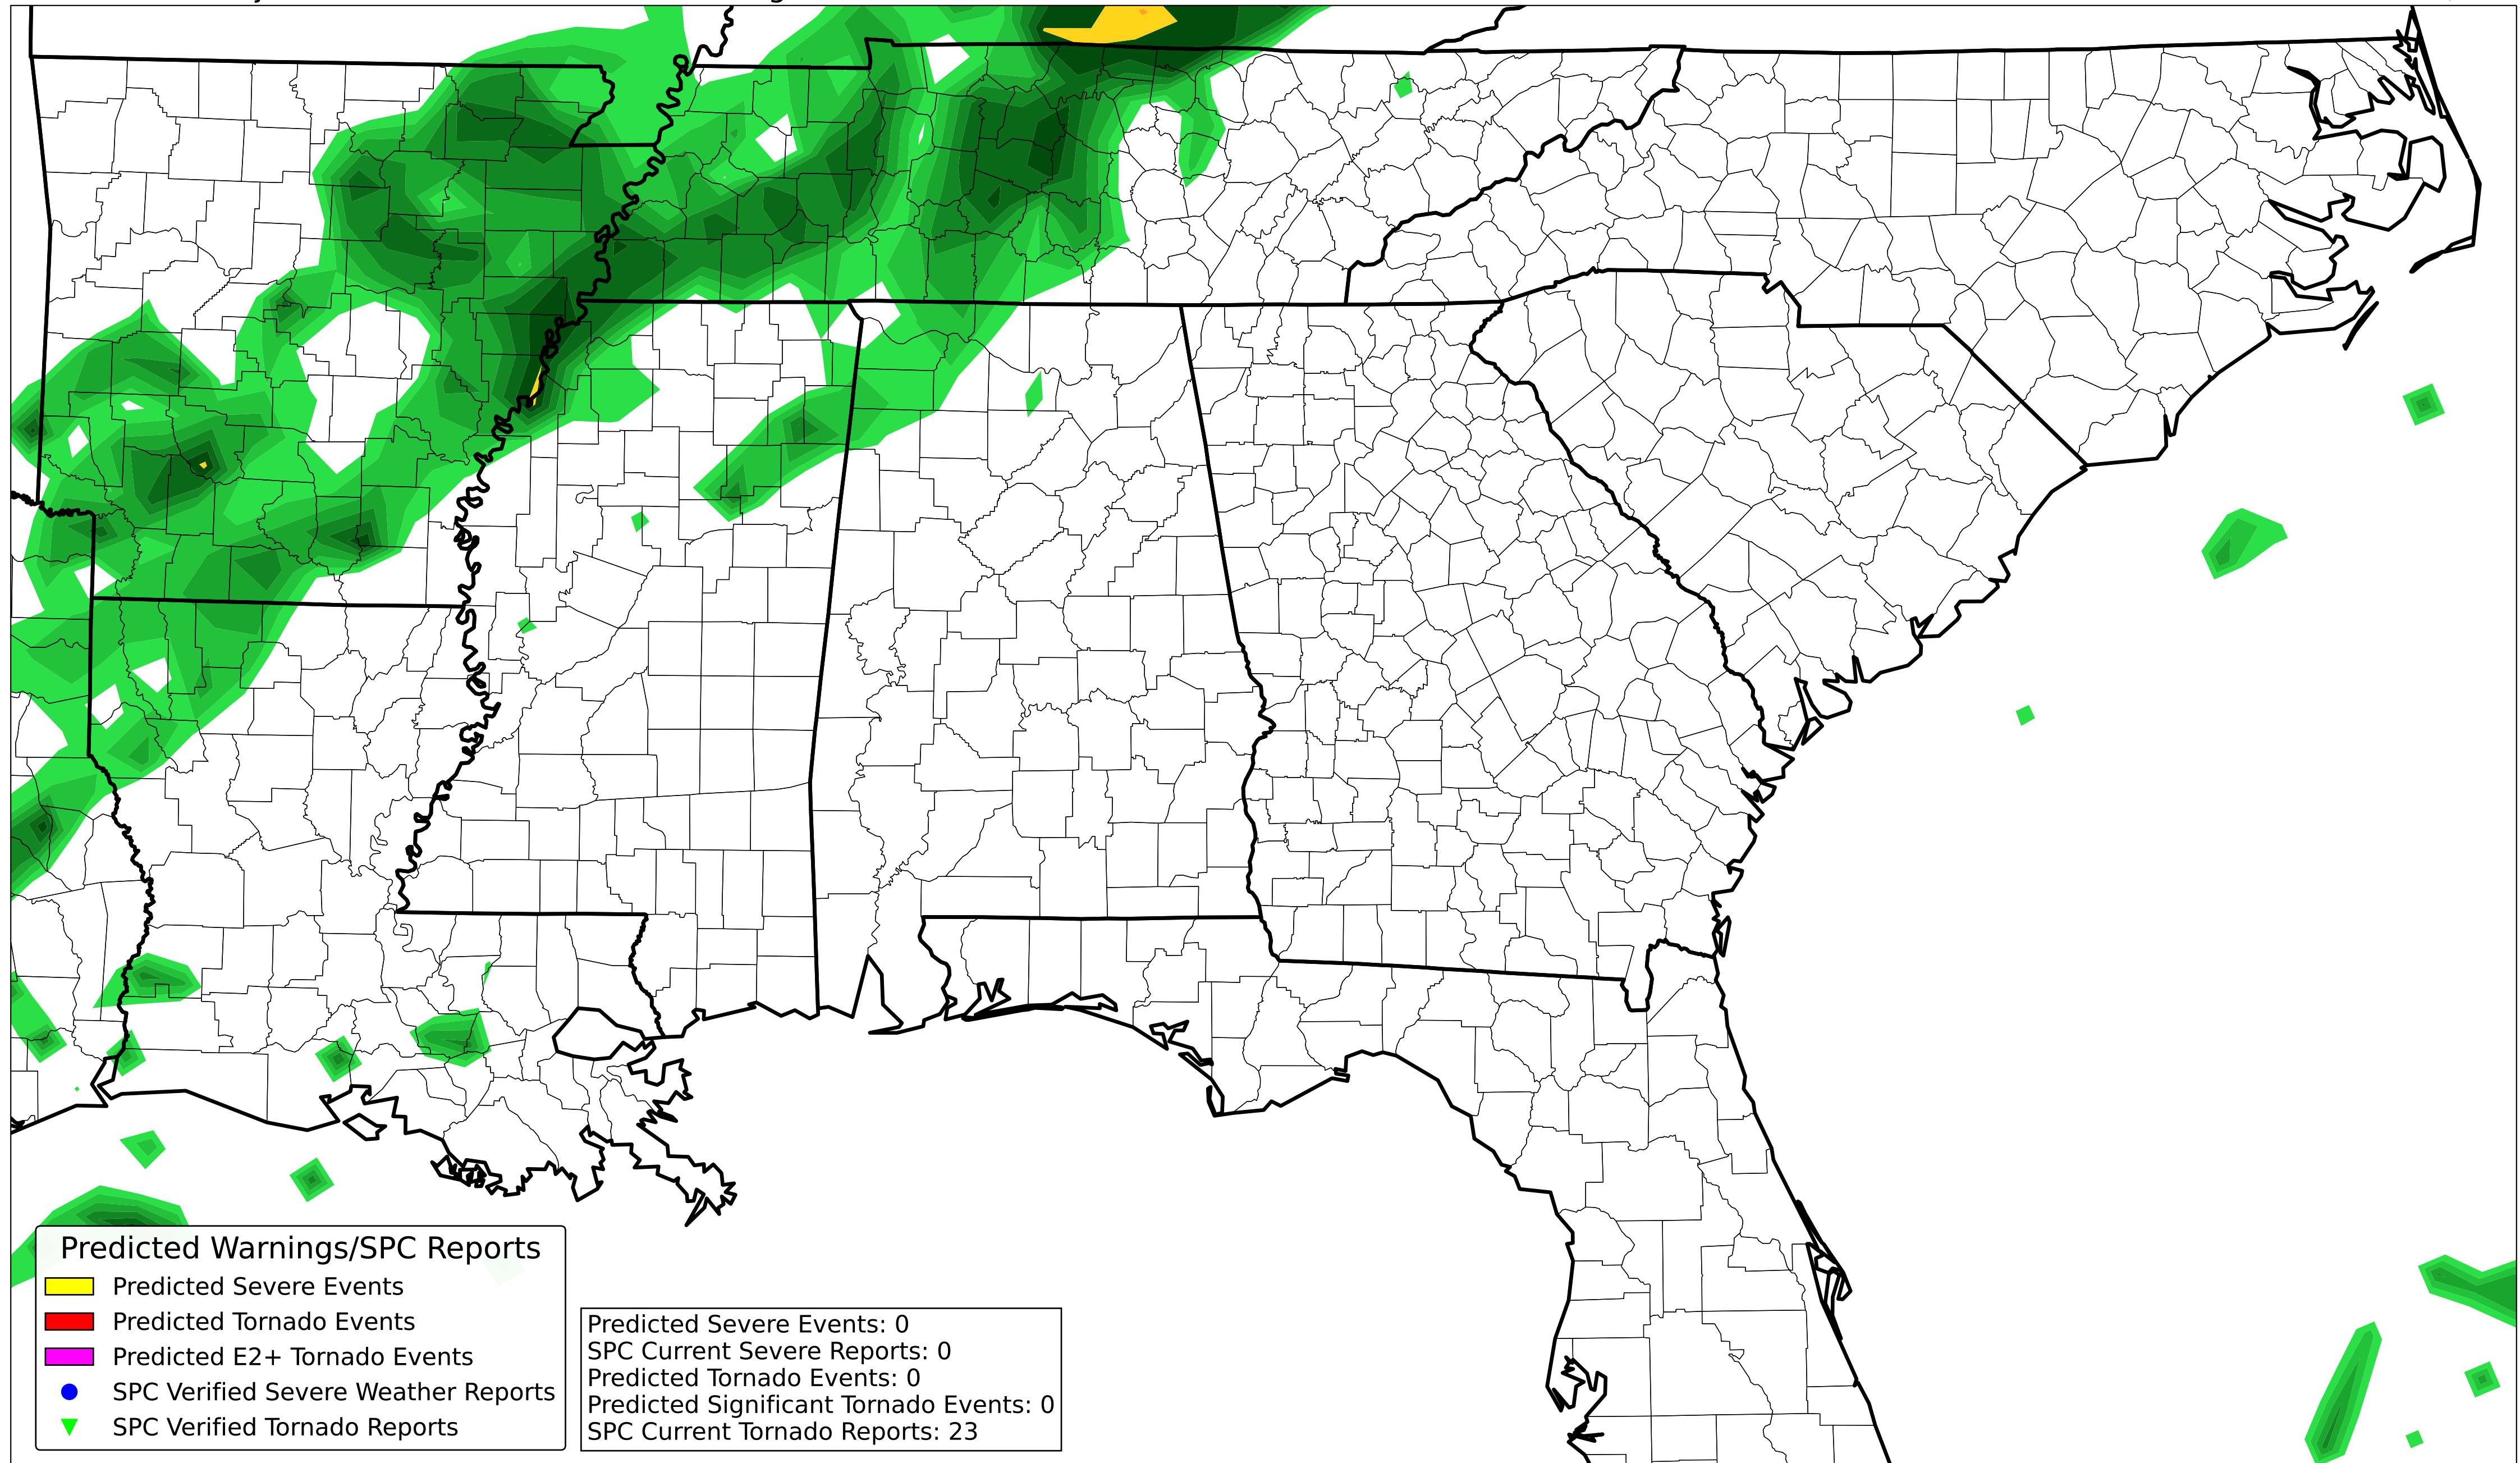 Predicted Warnings/SPC Reports
Predicted Severe Events
Predicted Tornado Events
Predicted E2+ Tornado Events
SPC Verified Severe Weather Reports
SPC Verified Tornado Reports
Predicted Severe Events: 0
SPC Current Severe Reports: 0
Predicted Tornado Events: 0
Predicted Significant Tornado Events: 0
SPC Current Tornado Reports: 23